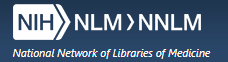 NIH NLM NNLM
National Network of Libraries of Medicine